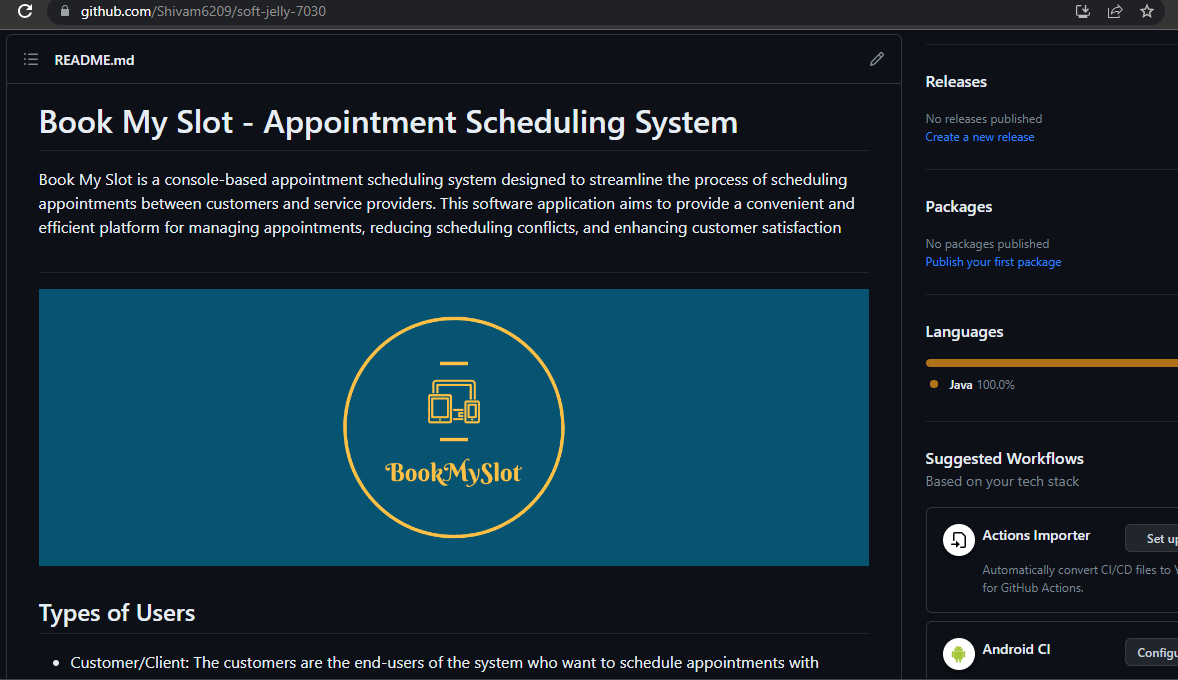 github.com/Shivam6209/soft-jelly-7030
README.md
Book My Slot - Appointment Scheduling System
Book My Slot is a console-based appointment scheduling system designed to streamline the process of scheduling
appointments between customers and service providers. This software application aims to provide a convenient and
efficient platform for managing appointments, reducing scheduling conflicts, and enhancing customer satisfaction
BookMySlot
Types of Users
Customer/Client: The customers are the end-users of the system who want to schedule appointments with
Releases
No releases published
Create a new release
Packages
No packages published
Publish your first package
Languages
Java 100.0%
Suggested Workflows
Based on your tech stack
Actions Importer
Set up
Automatically convert CI/CD files to Y
for GitHub Actions.
Android CI
Configu